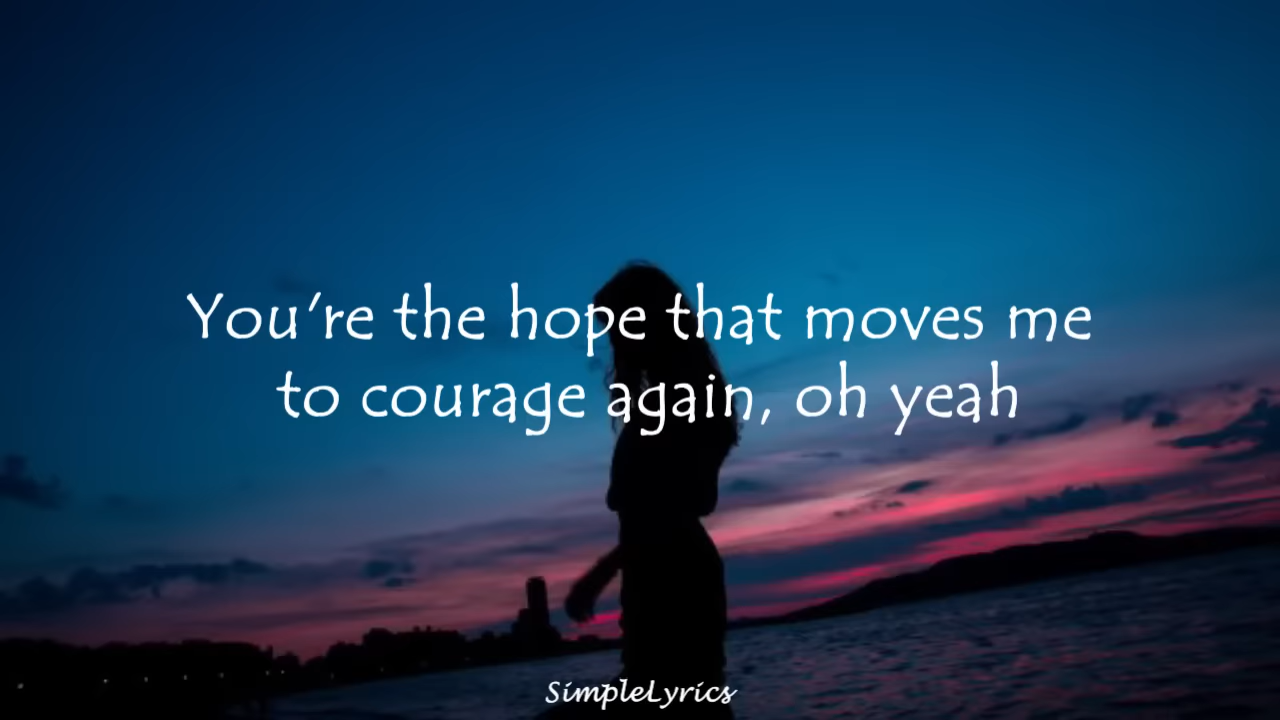 You're the hope that moves me
to courage again, oh yeah
SimpleLyrics